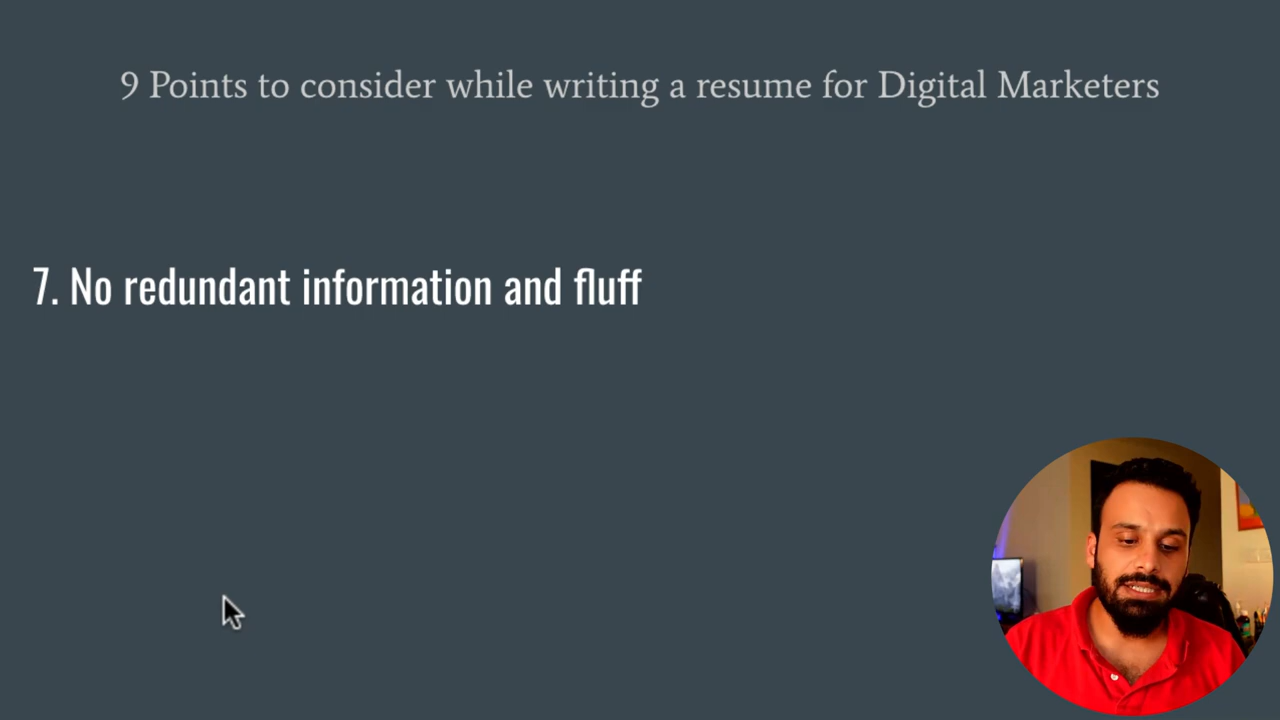 9 Points to consider while writing a resume for Digital Marketers
7. No redundant information and fluff